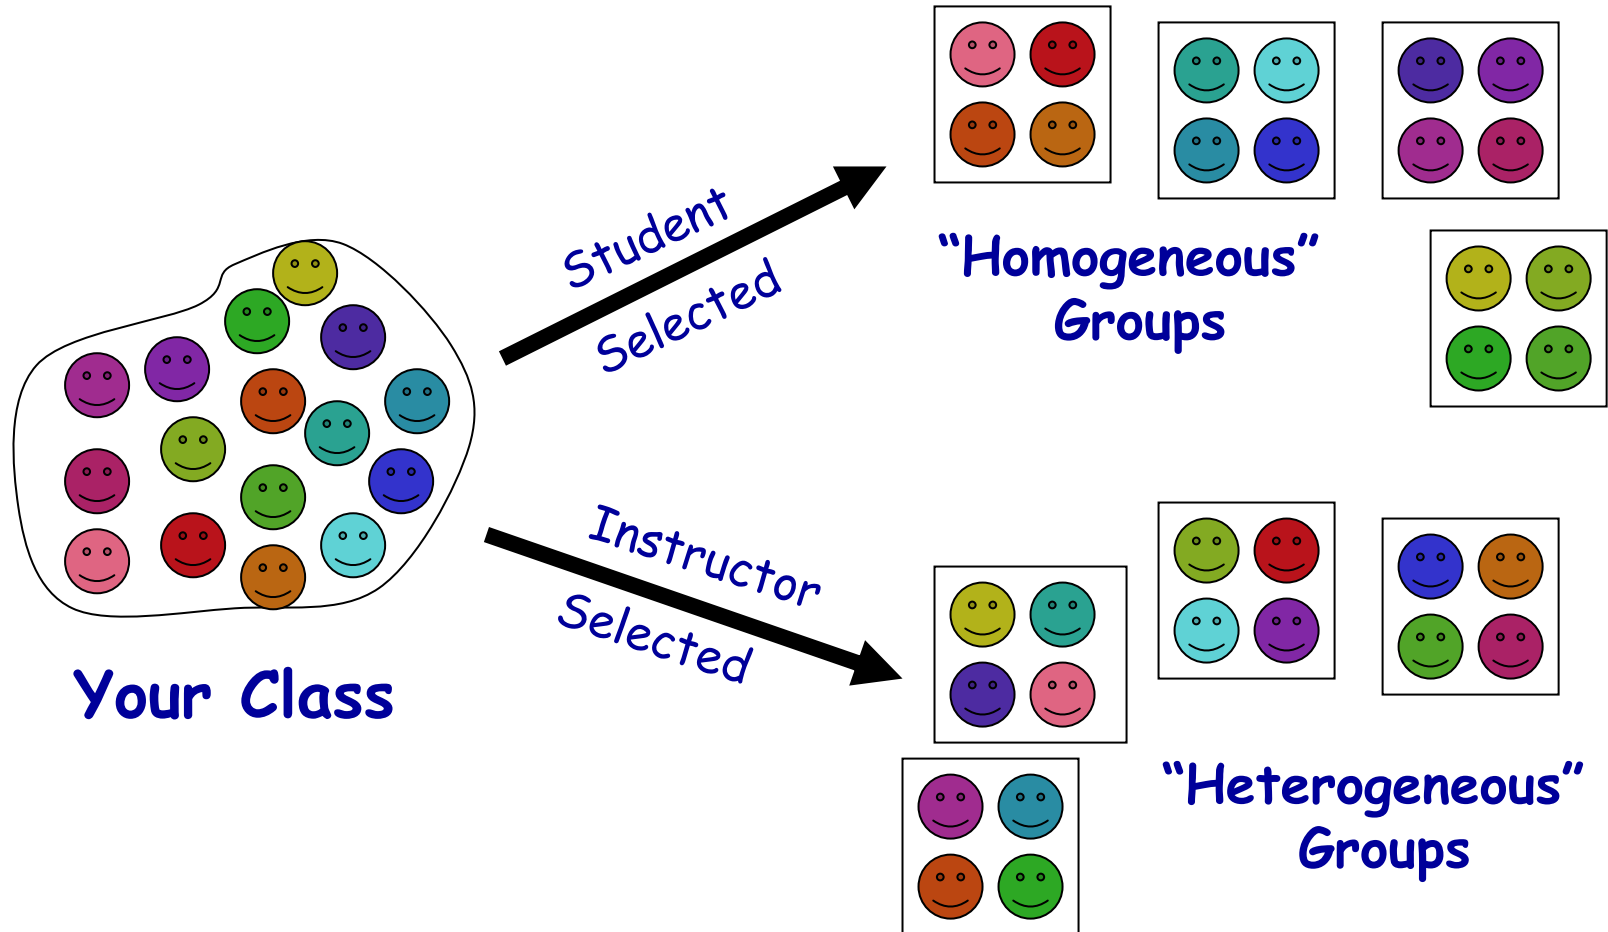 Student
Selected
“Homogeneous”
Groups
Instructor
Selected
Your Class
“Heterogeneous”
Groups